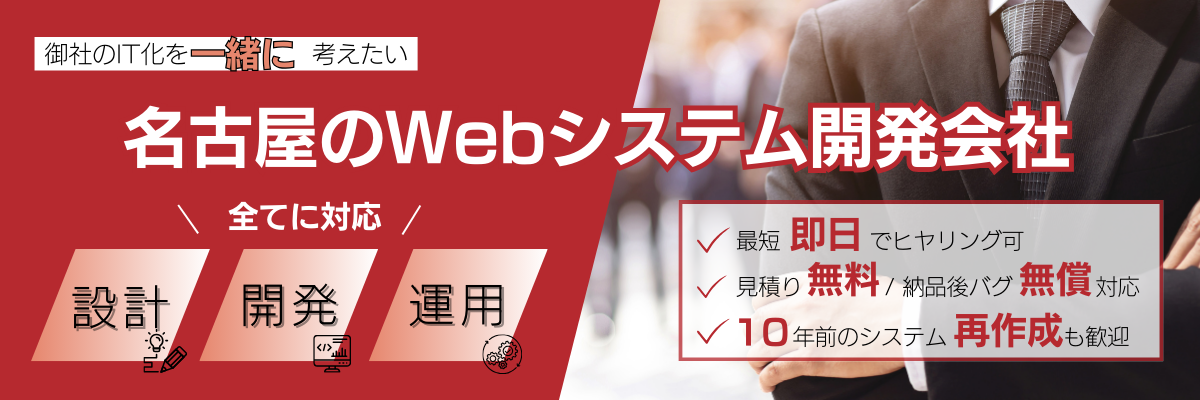 御社のIT化を一緒に 考えたい
名古屋のWebシステム開発会社
全てに対応
設計
開発
運用
最短 即日 でヒヤリング可
見積り 無料 / 納品後バグ 無償 対応
10年前のシステム 再作成も歓迎